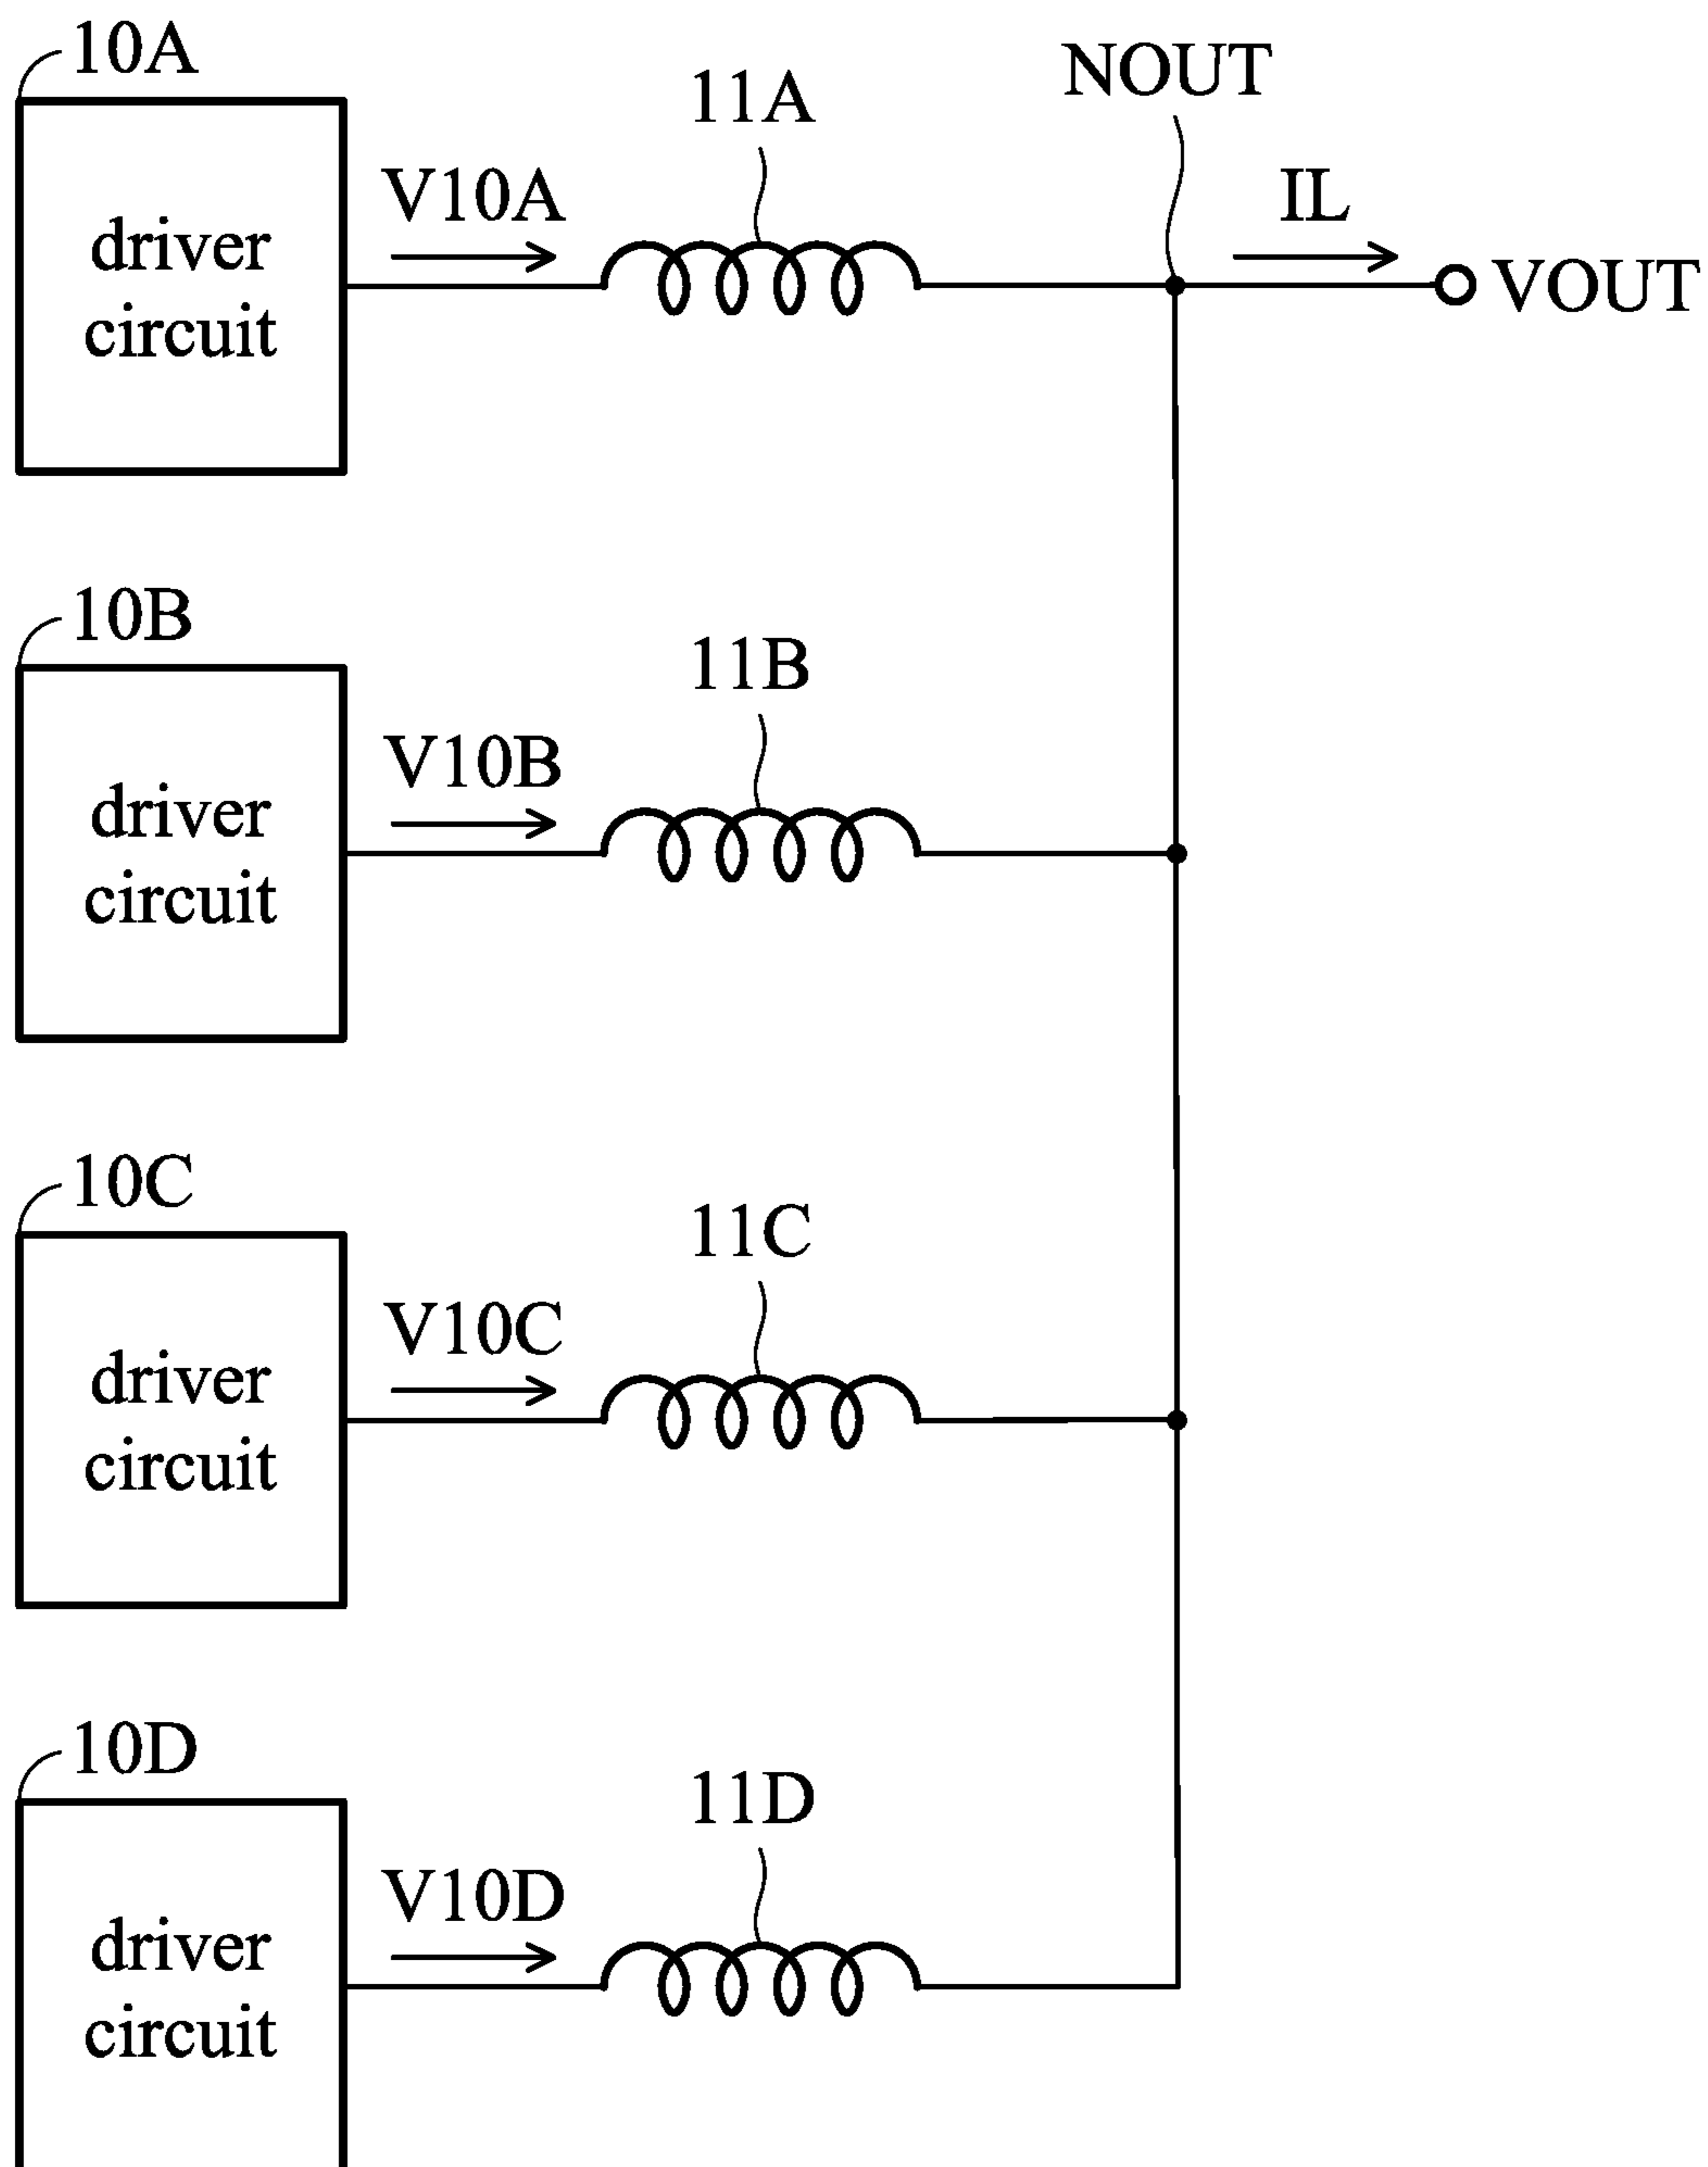 10A
11A
NOUT
V10A
IL
driver
circuit
VOUT
10B
11B
V10B
driver
circuit
10C
11C
V10C
driver
circuit
10D
11D
V10D
driver
circuit